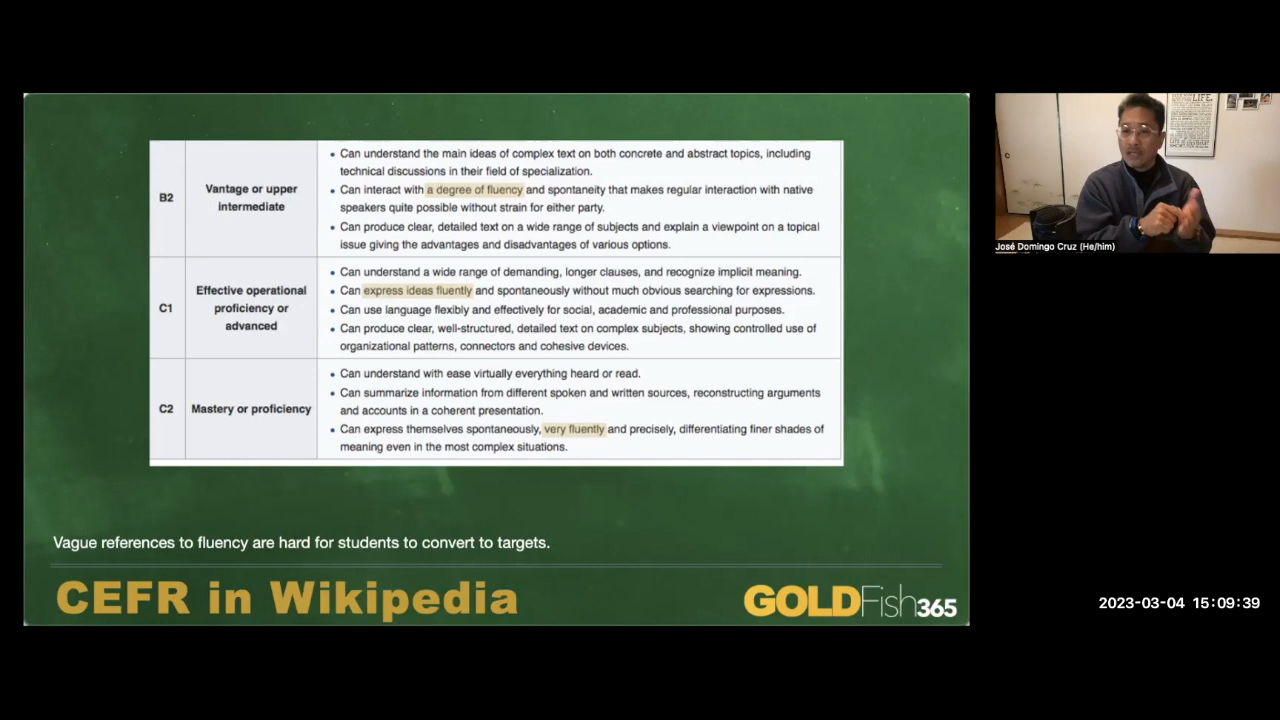 B2
Vantage or upper
intermediate
• Can understand the main ideas of complex text on both concrete and abstract topics, including
technical discussions in their field of specialization.
• Can interact with a degree of fluency and spontaneity that makes regular interaction with native
speakers quite possible without strain for either party.
• Can produce clear, detailed text on a wide range of subjects and explain a viewpoint on a topical
issue giving the advantages and disadvantages of various options.
C1
Effective operational
proficiency or
advanced
• Can understand a wide range of demanding, longer clauses, and recognize implicit meaning.
• Can express ideas fluently and spontaneously without much obvious searching for expressions.
• Can use language flexibly and effectively for social, academic and professional purposes.
• Can produce clear, well-structured, detailed text on complex subjects, showing controlled use of
organizational patterns, connectors and cohesive devices.
C2
Mastery or proficiency
• Can understand with ease virtually everything heard or read.
• Can summarize information from different spoken and written sources, reconstructing arguments
and accounts in a coherent presentation.
• Can express themselves spontaneously, very fluently and precisely, differentiating finer shades of
meaning even in the most complex situations.
Vague references to fluency are hard for students to convert to targets.
CEFR in Wikipedia
GOLDFish365
LIFE.
José Domingo Cruz (He/him)
2023-03-04 15:09:39